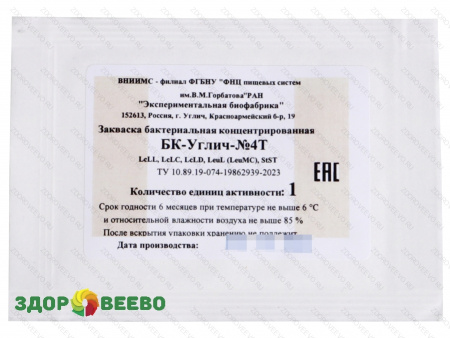 ВНИИМС - филиал ФГБНУ "ФНЦ пищевых систем
им.В.М.Горбатова"РАН
"Экспериментальная биофабрика"
152613, Россия, г. Углич, Красноармейский б-р, 19
Закваска бактериальная концентрированная
БК-Углич-№4Т
LcLL, LcLC, LcLD, LeuL (LeuMC), StST
ТУ 10.89.19-074-19862939-2023
ЕАС
Количество единиц активности: 1
Срок годности 6 месяцев при температуре не выше 6 °С
и относительной влажности воздуха не выше 85 %
После вскрытия упаковки хранению не подлежит
Дата производства:
ЗДОРОВЕЕВО